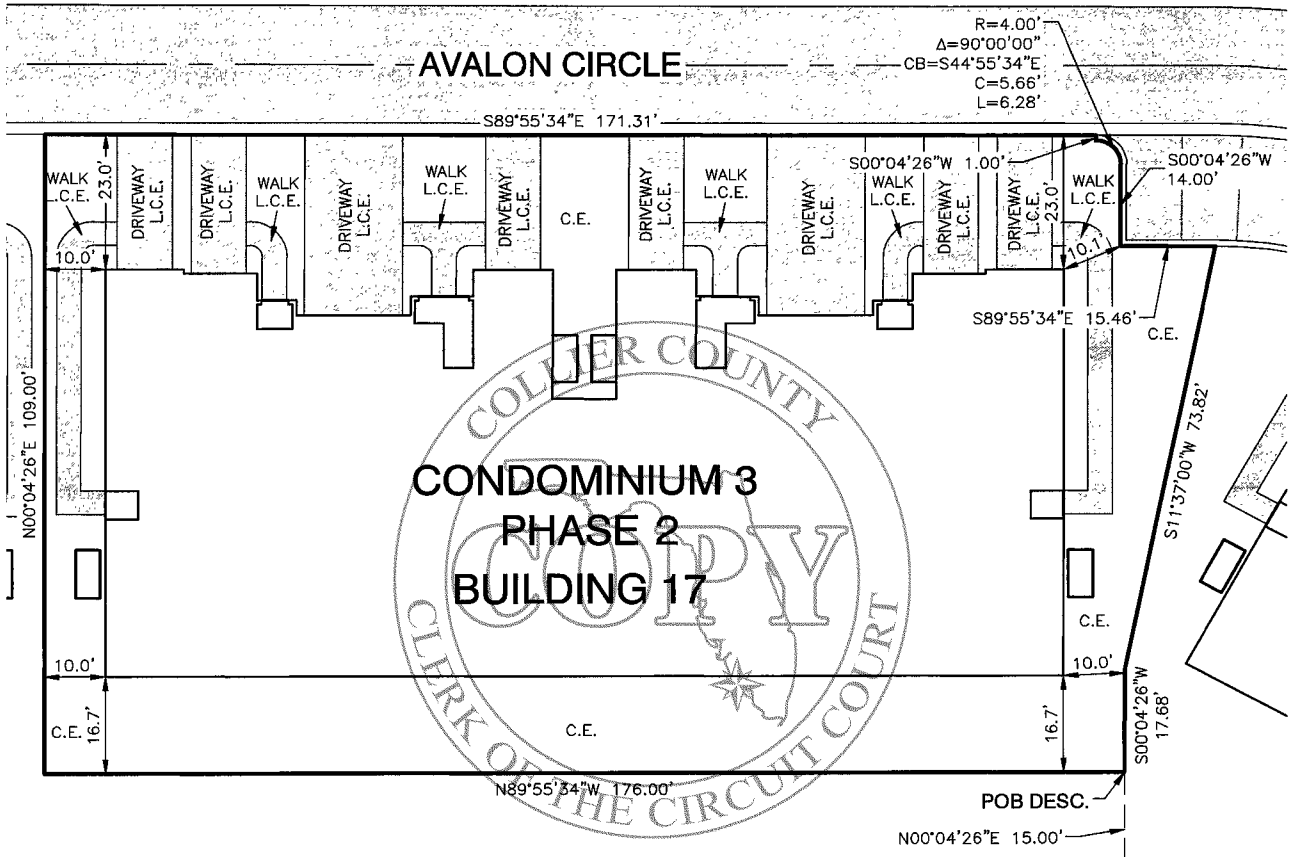 R=4.00'
Δ=90°00'00"
CB=S44°55'34"E
C=5.66'
L=6.28'
AVALON CIRCLE
S89°55'34"E 171.31'
S00°04'26"W 1.00'
S00°04'26"W
14.00'
WALK
L.C.E.
23.0'
DRIVEWAY
L.C.E.
DRIVEWAY
L.C.E.
WALK
L.C.E.
DRIVEWAY
L.C.E.
WALK
L.C.E.
DRIVEWAY
L.C.E.
C.E.
DRIVEWAY
L.C.E.
WALK
L.C.E.
DRIVEWAY
L.C.E.
WALK
L.C.E.
DRIVEWAY
L.C.E.
DRIVEWAY
L.C.E.
23.0'
WALK
L.C.E.
10.1'
10.0'
S89°55'34"E 15.46'
C.E.
N00°04'26"E 109.00'
S11°37'00"W 73.82'
COLLIER COUNTY
CONDOMINIUM 3
PHASE 2
COPY
BUILDING 17
CLERK OF THE CIRCUIT COURT
C.E.
10.0'
10.0'
C.E.
16.7'
C.E.
16.7'
S00°04'26"W
17.68'
N89°55'34"W 176.00'
POB DESC.
N00°04'26"E 15.00'